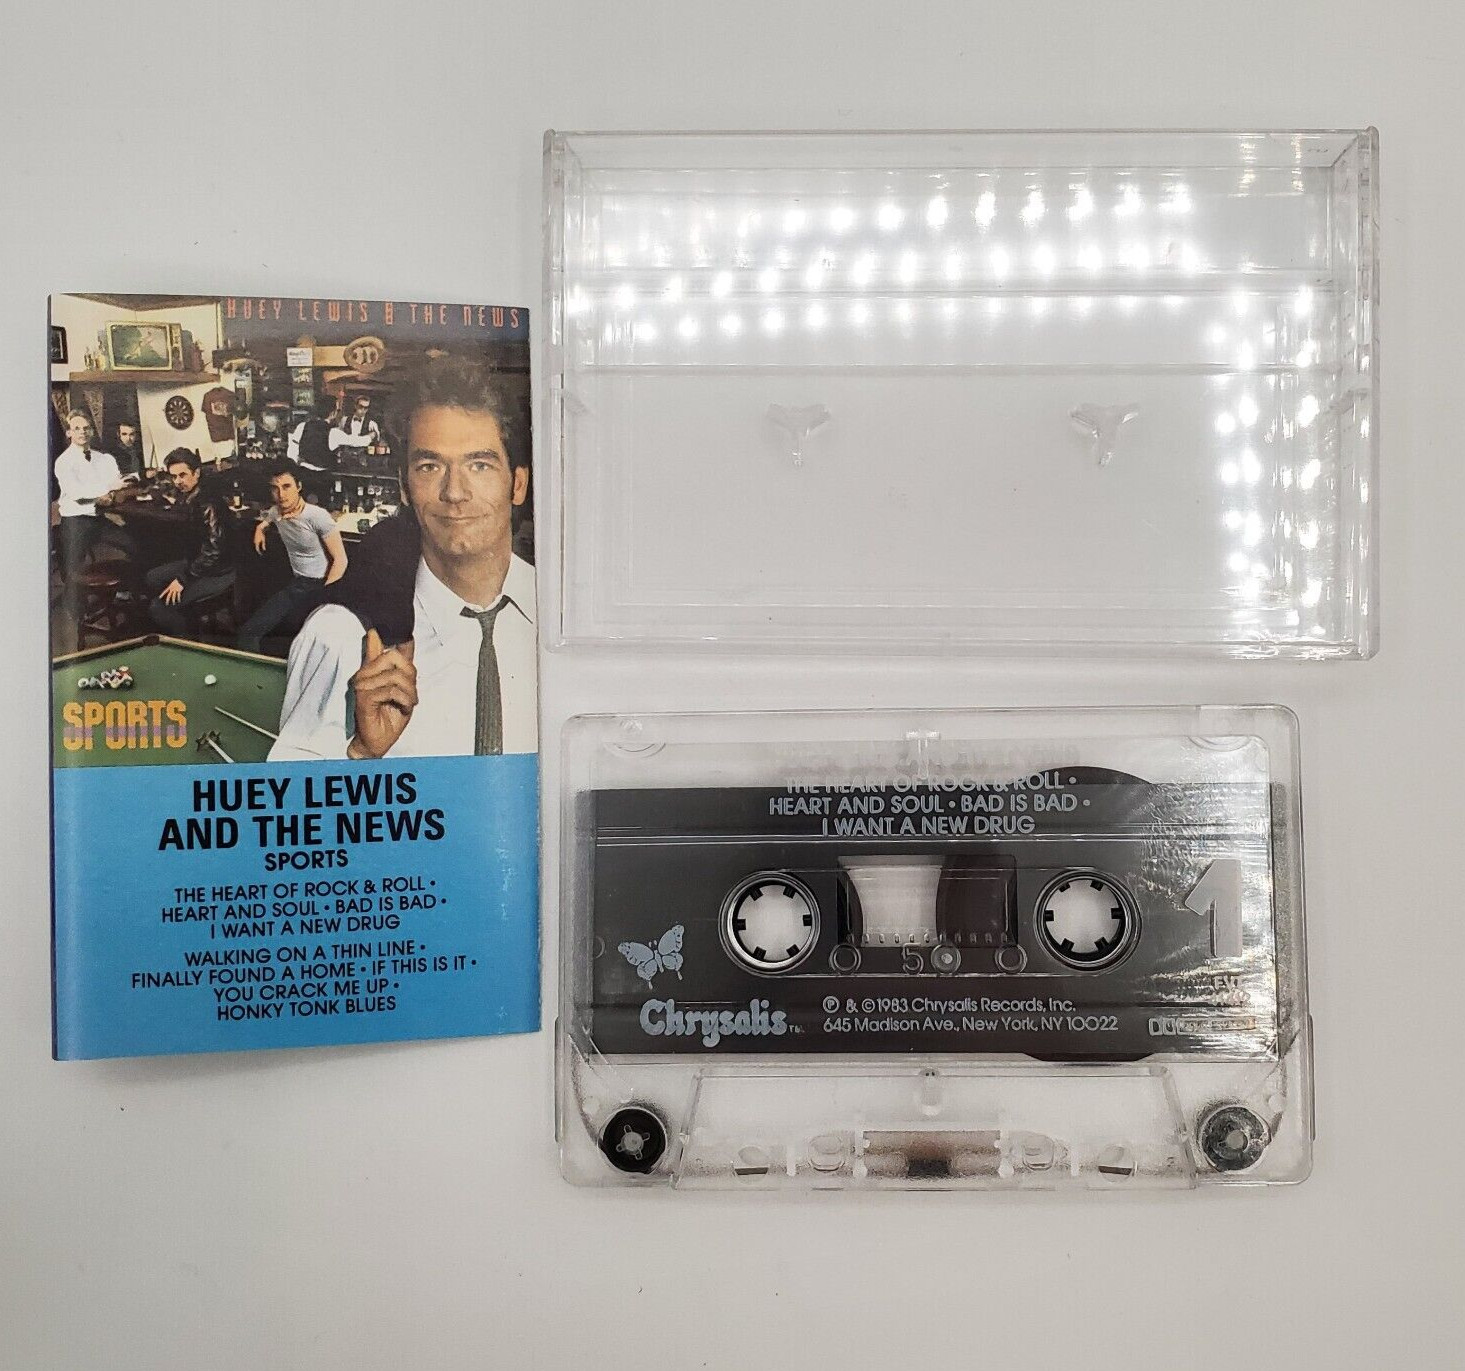 HUEY LEWIS & THE NEWS
SPORTS
HUEY LEWIS
AND THE NEWS
SPORTS
THE HEART OF ROCK & ROLL •
HEART AND SOUL • BAD IS BAD •
I WANT A NEW DRUG
WALKING ON A THIN LINE •
FINALLY FOUND A HOME • IF THIS IS IT •
YOU CRACK ME UP •
HONKY TONK BLUES
THE HEART OF ROCK & ROLL •
HEART AND SOUL • BAD IS BAD •
I WANT A NEW DRUG
1
50
Chrysalis TM
℗ & © 1983 Chrysalis Records, Inc.
645 Madison Ave., New York, NY 10022